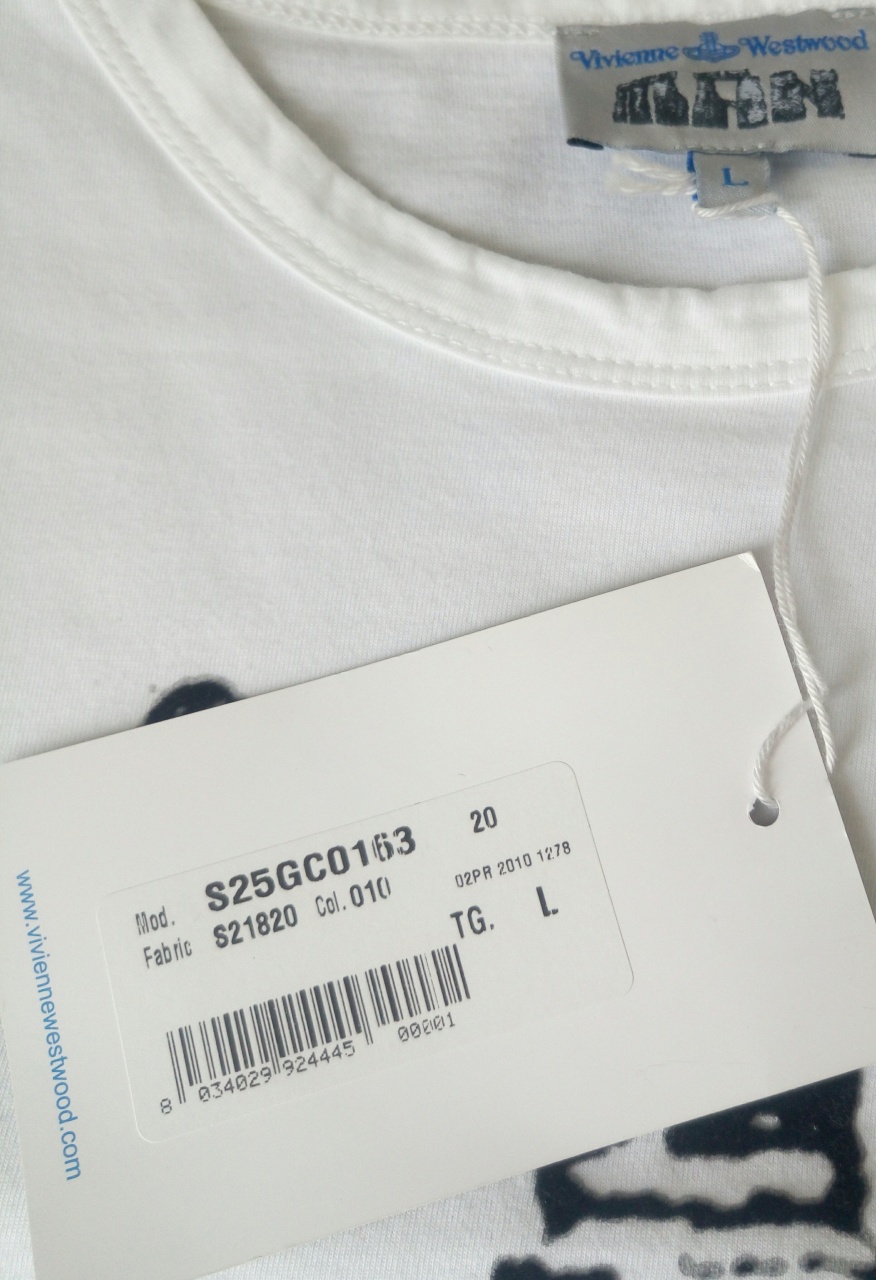 Vivienne Westwood
MAN
L
Mod. S25GC0163 20
Fabric S21820 Col. 010 02PR 2010 1278
TG. L
8 034029 924445 00001
www.viviennewestwood.com